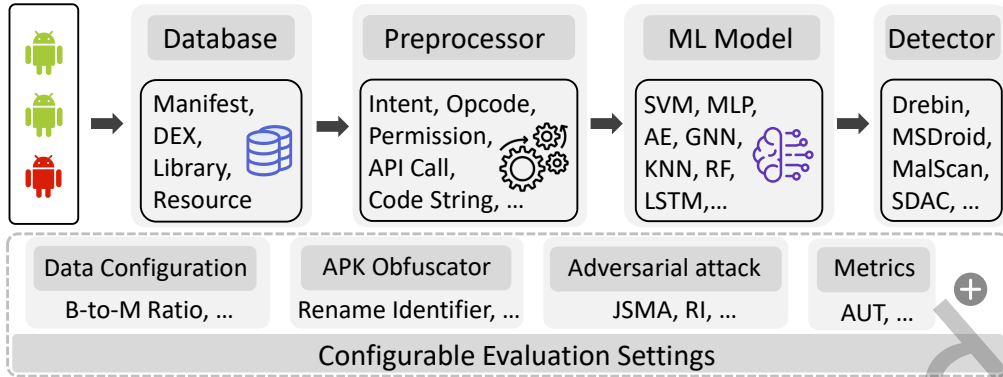 Database
Manifest,
DEX,
Library,
Resource
Preprocessor
Intent, Opcode,
Permission,
API Call,
Code String, ...
ML Model
SVM, MLP,
AE, GNN,
KNN, RF,
LSTM,...
Detector
Drebin,
MSDroid,
MalScan,
SDAC, ...
Data Configuration
B-to-M Ratio, ...
APK Obfuscator
Rename Identifier, ...
Adversarial attack
JSMA, RI, ...
Metrics
AUT, ...
Configurable Evaluation Settings